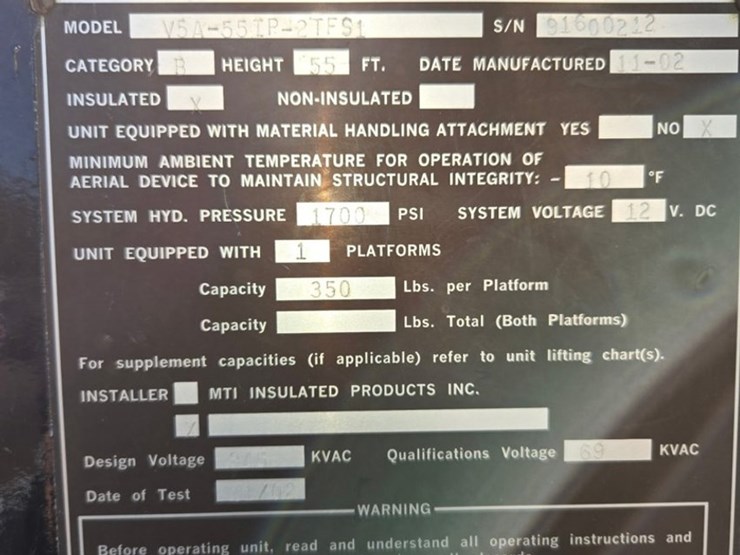 MODEL V5A-55IP-2TFS1 S/N 91600212
CATEGORY B HEIGHT 55 FT. DATE MANUFACTURED 11-02
INSULATED X NON-INSULATED
UNIT EQUIPPED WITH MATERIAL HANDLING ATTACHMENT YES NO X
MINIMUM AMBIENT TEMPERATURE FOR OPERATION OF
AERIAL DEVICE TO MAINTAIN STRUCTURAL INTEGRITY: - 10 °F
SYSTEM HYD. PRESSURE 1700 PSI SYSTEM VOLTAGE 12 V. DC
UNIT EQUIPPED WITH 1 PLATFORMS
Capacity 350 Lbs. per Platform
Capacity Lbs. Total (Both Platforms)
For supplement capacities (if applicable) refer to unit lifting chart(s).
INSTALLER MTI INSULATED PRODUCTS INC.
Design Voltage KVAC Qualifications Voltage 69 KVAC
Date of Test
WARNING
Before operating unit, read and understand all operating instructions and